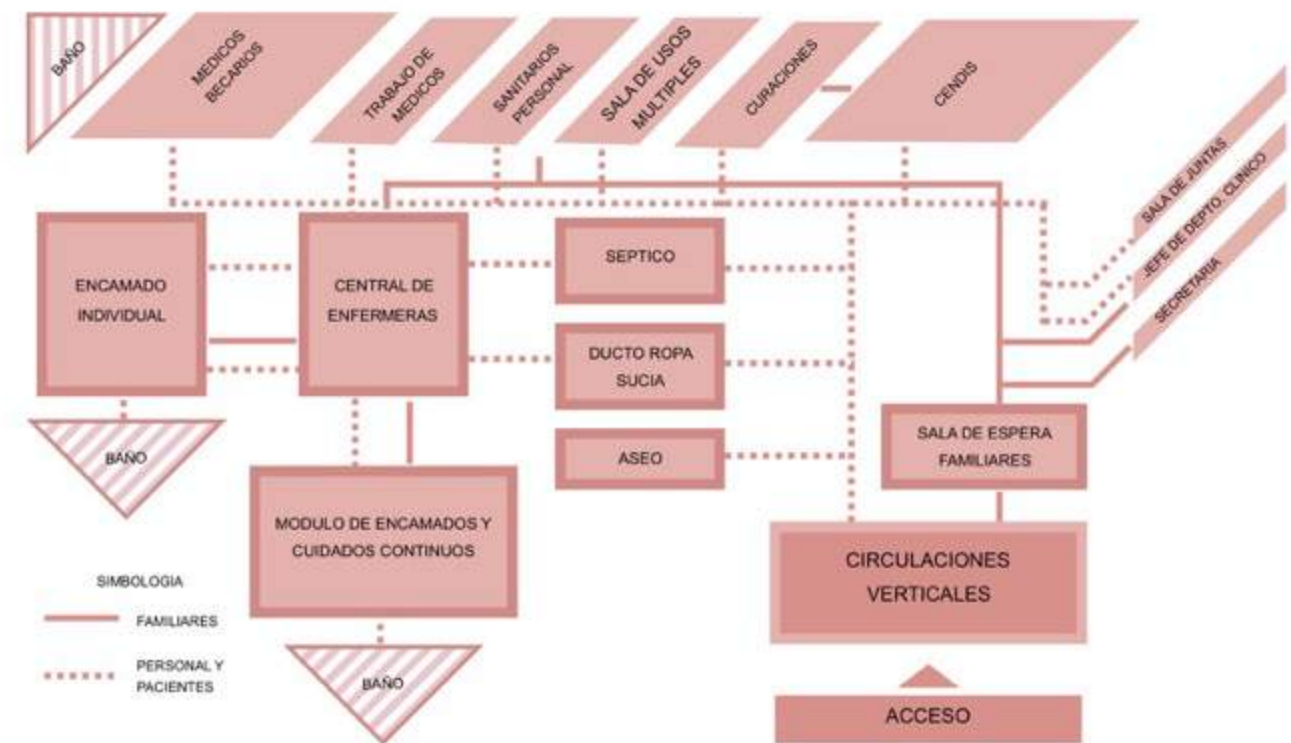 BAÑO
MEDICOS
BECARIOS
TRABAJO DE
MEDICOS
SANITARIOS
PERSONAL
SALA DE USOS
MULTIPLES
CURACIONES
CENDIS
SALA DE JUNTAS
JEFE DE DEPTO. CLINICO
SECRETARIA
ENCAMADO
INDIVIDUAL
CENTRAL DE
ENFERMERAS
SEPTICO
DUCTO ROPA
SUCIA
ASEO
SALA DE ESPERA
FAMILIARES
BAÑO
MODULO DE ENCAMADOS Y
CUIDADOS CONTINUOS
CIRCULACIONES
VERTICALES
SIMBOLOGIA
FAMILIARES
PERSONAL Y
PACIENTES
BAÑO
ACCESO